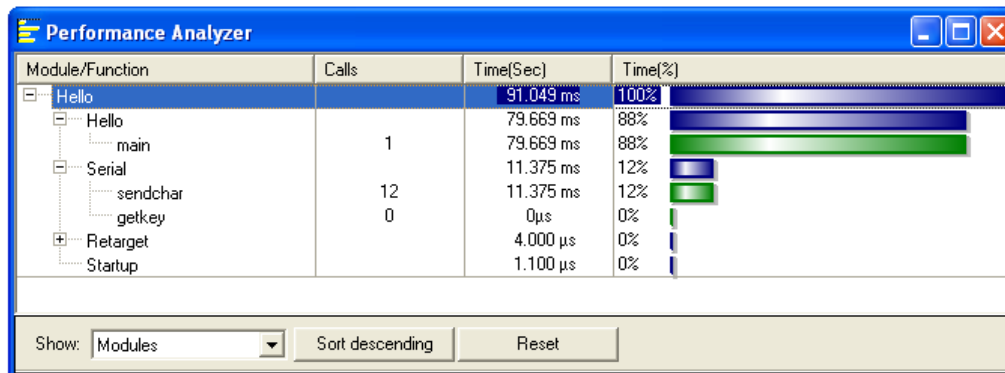 Performance Analyzer
Module/Function Calls Time(Sec) Time(%)
Hello 91.049 ms 100%
Hello 79.669 ms 88%
main 1 79.669 ms 88%
Serial 11.375 ms 12%
sendchar 12 11.375 ms 12%
getkey 0 0µs 0%
Retarget 4.000 µs 0%
Startup 1.100 µs 0%
Show: Modules Sort descending Reset